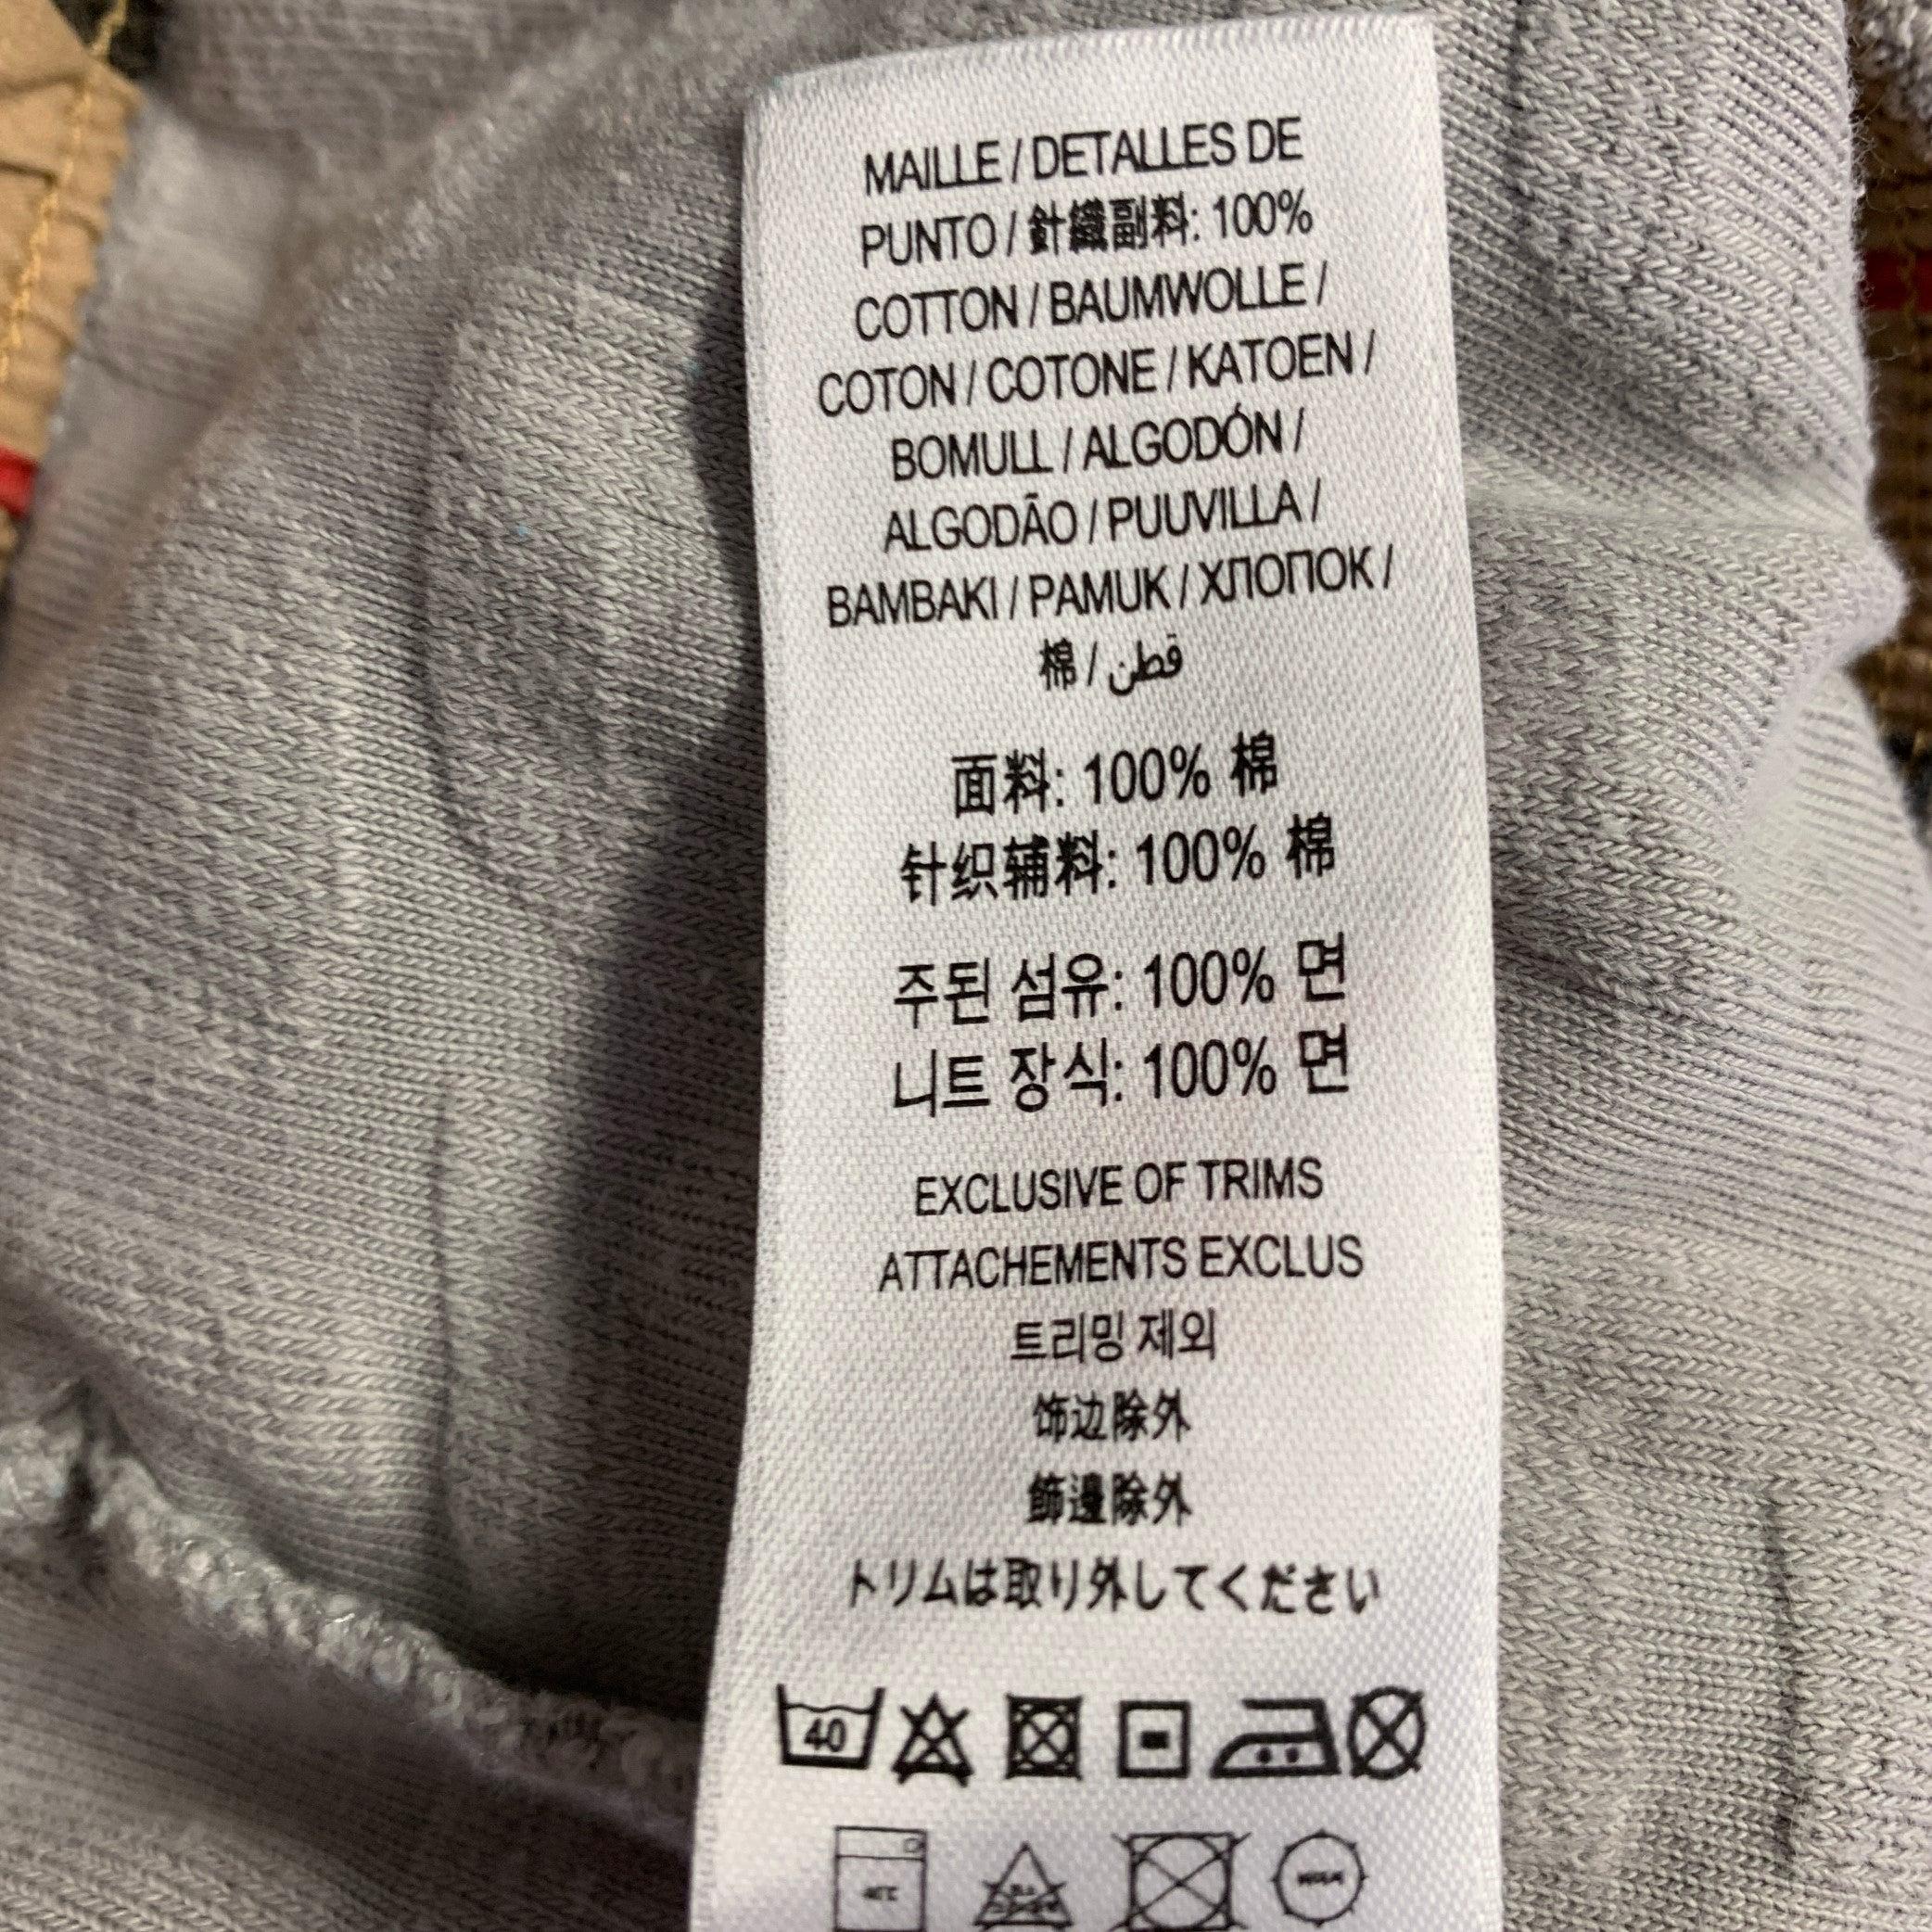 MAILLE / DETALLES DE
PUNTO / 針織副料: 100%
COTTON / BAUMWOLLE /
COTON / COTONE / KATOEN /
BOMULL / ALGODÓN /
ALGODÃO / PUUVILLA /
BAMBAKI / PAMUK / ХЛОПОК /
棉 / قطن
面料: 100% 棉
针织辅料: 100% 棉
주된 섬유: 100% 면
니트 장식: 100% 면
EXCLUSIVE OF TRIMS
ATTACHEMENTS EXCLUS
트리밍 제외
饰边除外
飾邊除外
トリムは取り外してください
40